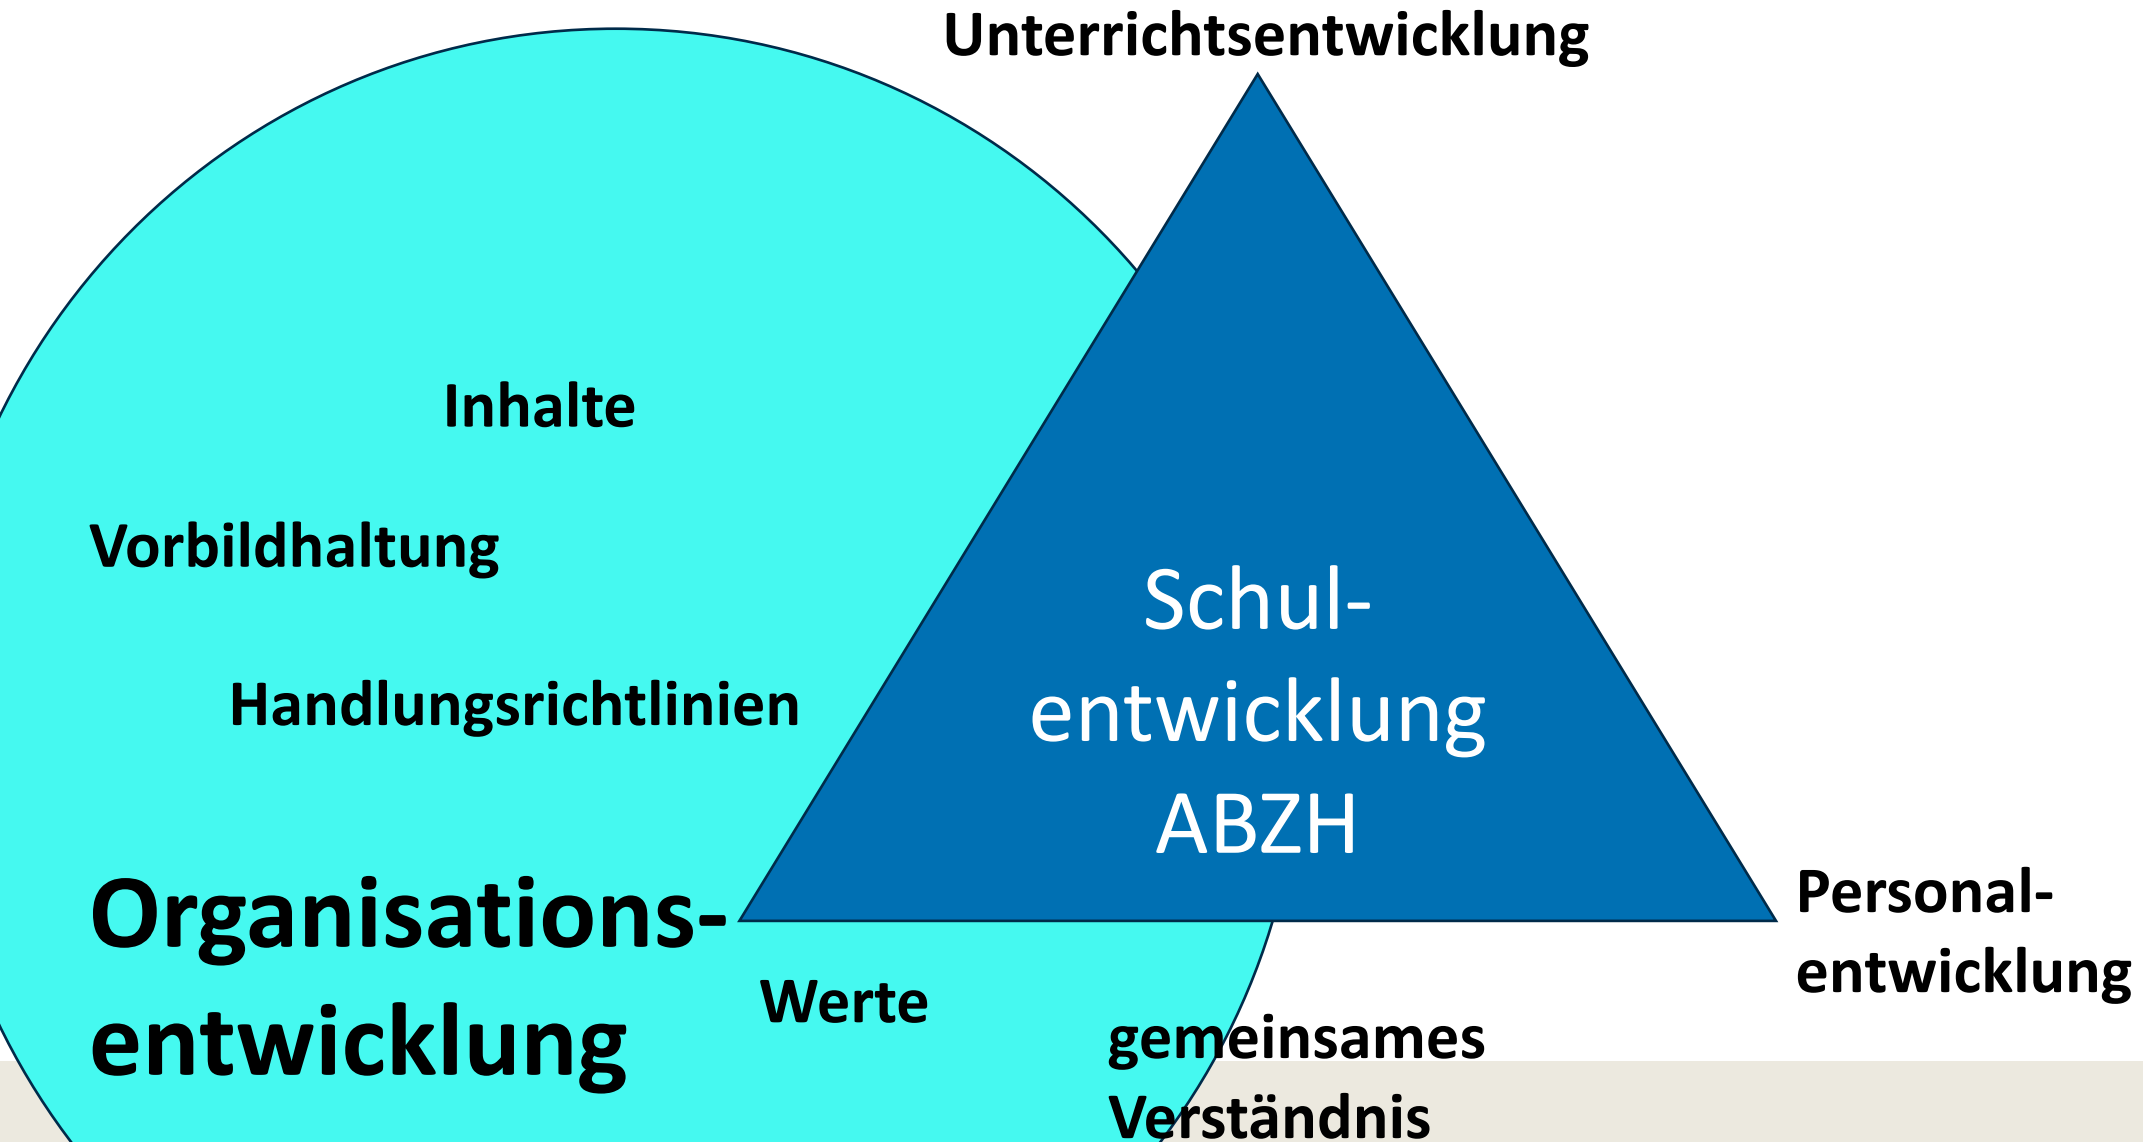 Unterrichtsentwicklung
Inhalte
Vorbildhaltung
Handlungsrichtlinien
Schul-
entwicklung
ABZH
Organisations-
entwicklung
Personal-
entwicklung
Werte
gemeinsames
Verständnis